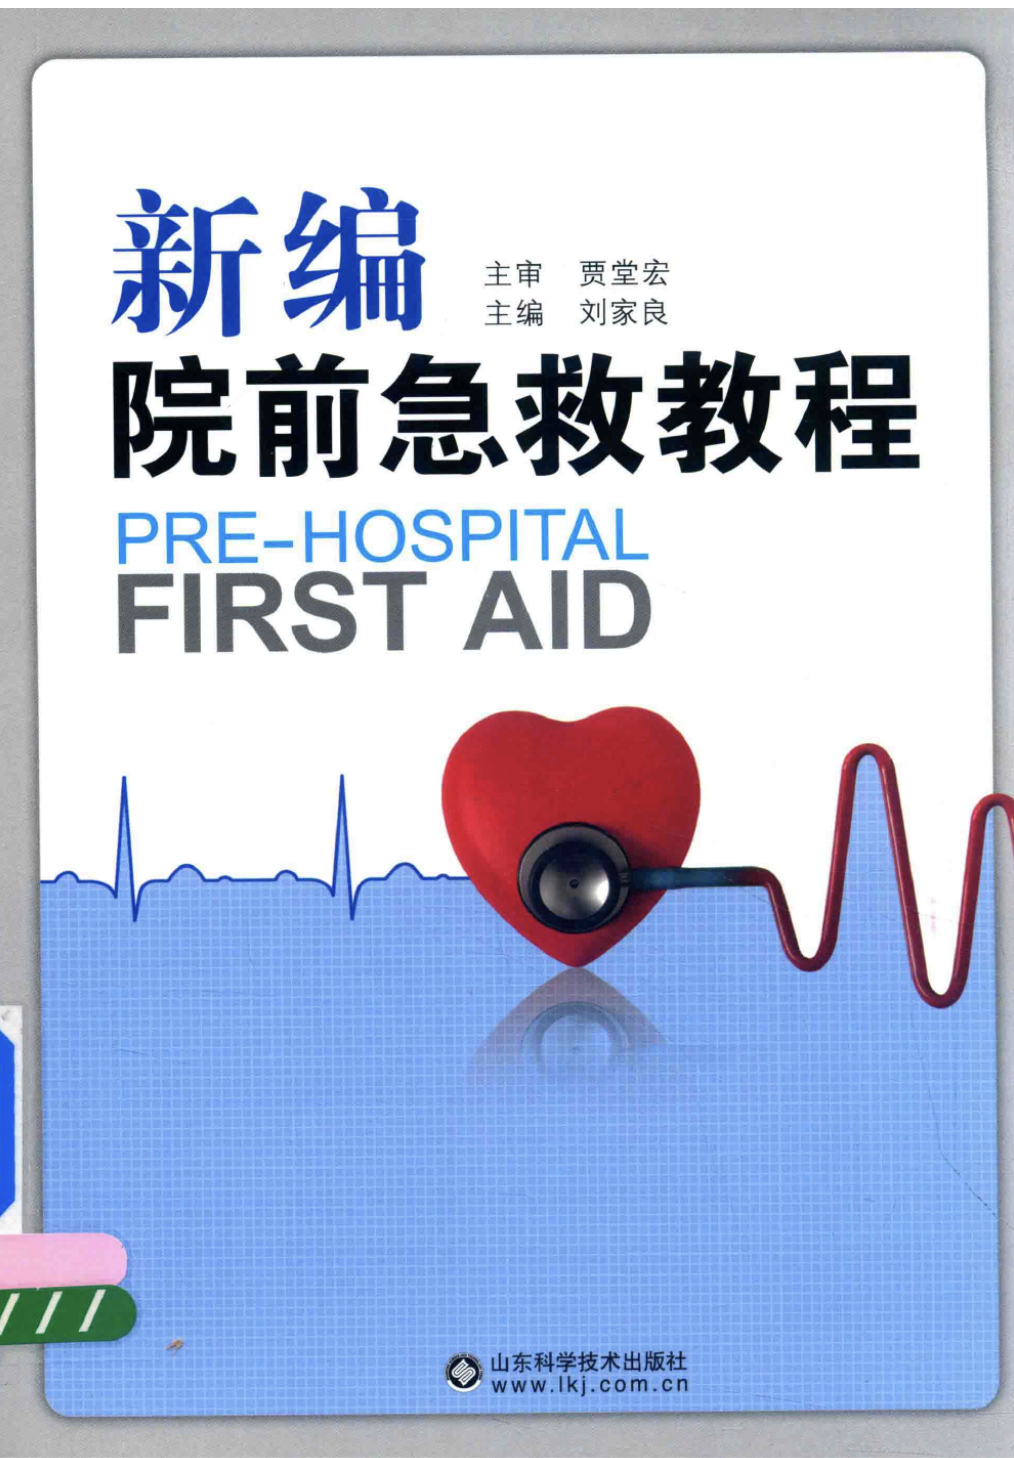 新编
主审 贾堂宏
主编 刘家良
院前急救教程
PRE-HOSPITAL
FIRST AID
山东科学技术出版社
www.lkj.com.cn